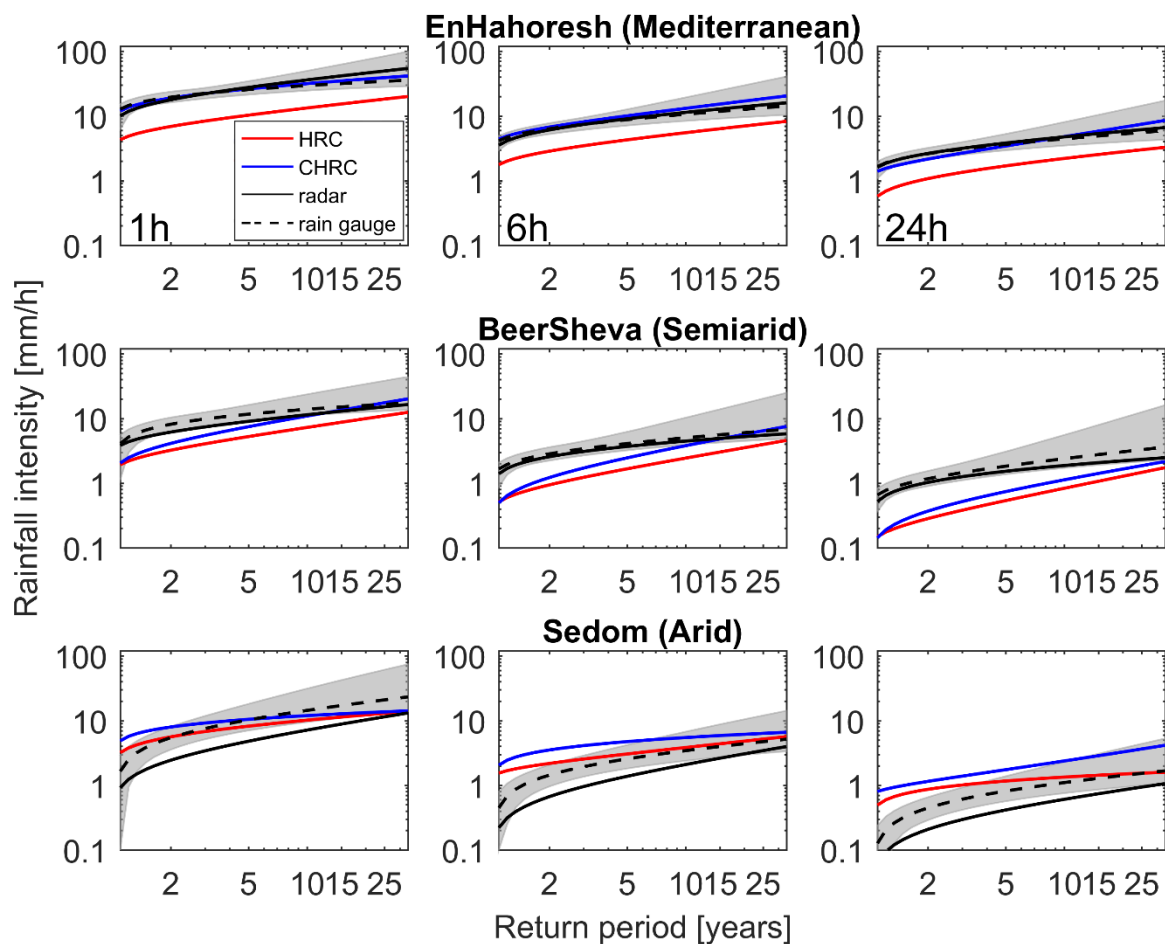 EnHahoresh (Mediterranean)
100
10
1
0.1
HRC
CHRC
radar
rain gauge
1h
2 5 1015 25
100
10
1
0.1
6h
2 5 1015 25
100
10
1
0.1
24h
2 5 1015 25
Rainfall intensity [mm/h]
BeerSheva (Semiarid)
100
10
1
0.1
2 5 1015 25
100
10
1
0.1
2 5 1015 25
100
10
1
0.1
2 5 1015 25
Sedom (Arid)
100
10
1
0.1
2 5 1015 25
100
10
1
0.1
2 5 1015 25
100
10
1
0.1
2 5 1015 25
Return period [years]